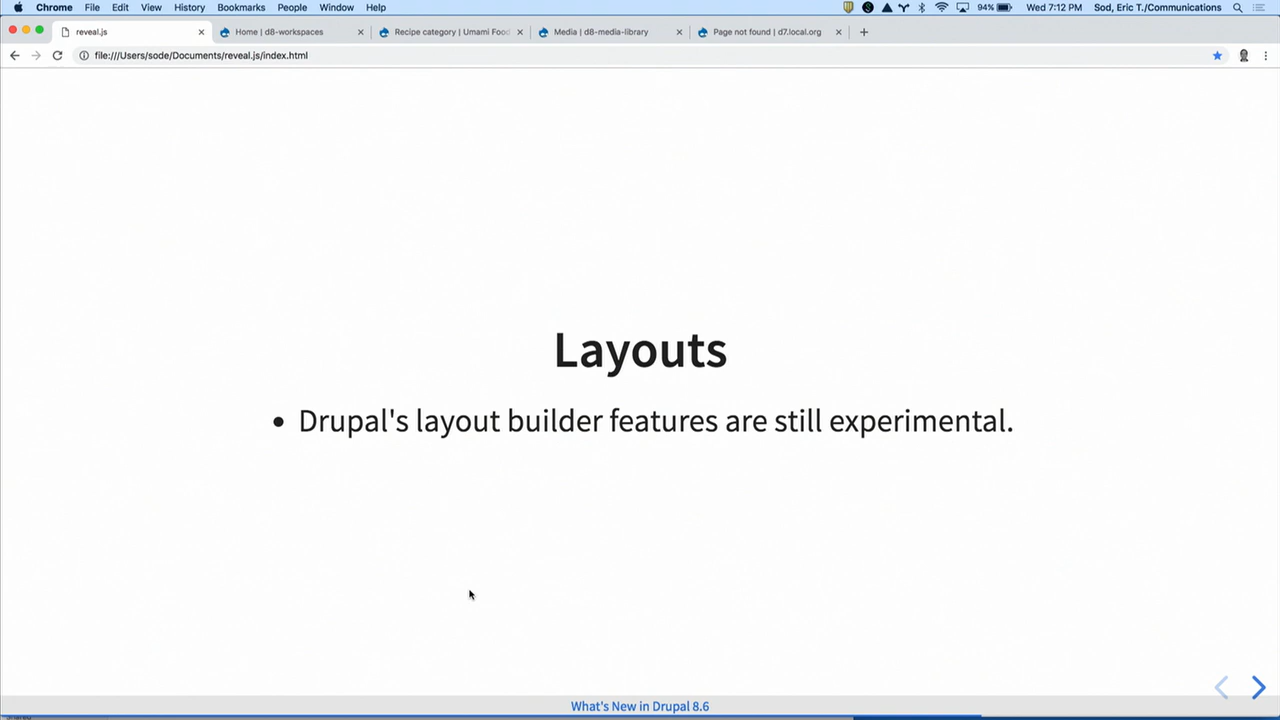 Chrome File Edit View History Bookmarks People Window Help 94% Wed 7:12 PM Sod, Eric T./Communications
reveal.js Home | d8-workspaces Recipe category | Umami Food Media | d8-media-library Page not found | d7.local.org
file:///Users/sode/Documents/reveal.js/index.html
Layouts
• Drupal's layout builder features are still experimental.
What's New in Drupal 8.6